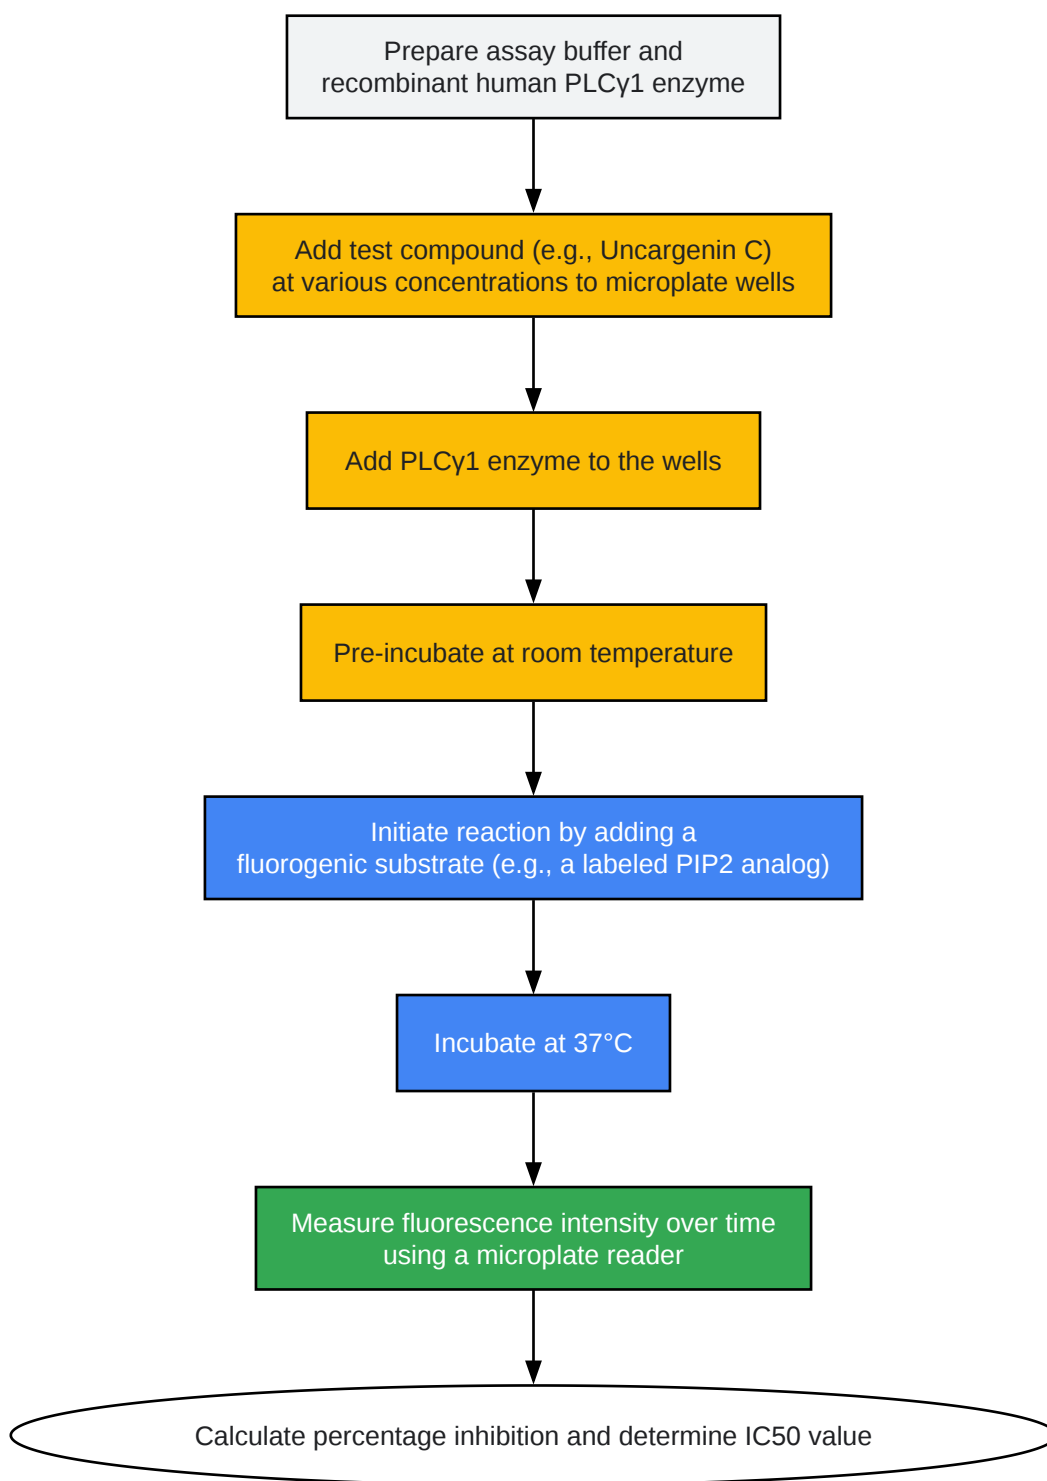 Prepare assay buffer and
recombinant human PLCγ1 enzyme
Add test compound (e.g., Uncargenin C)
at various concentrations to microplate wells
Add PLCγ1 enzyme to the wells
Pre-incubate at room temperature
Initiate reaction by adding a
fluorogenic substrate (e.g., a labeled PIP2 analog)
Incubate at 37°C
Measure fluorescence intensity over time
using a microplate reader
Calculate percentage inhibition and determine IC50 value